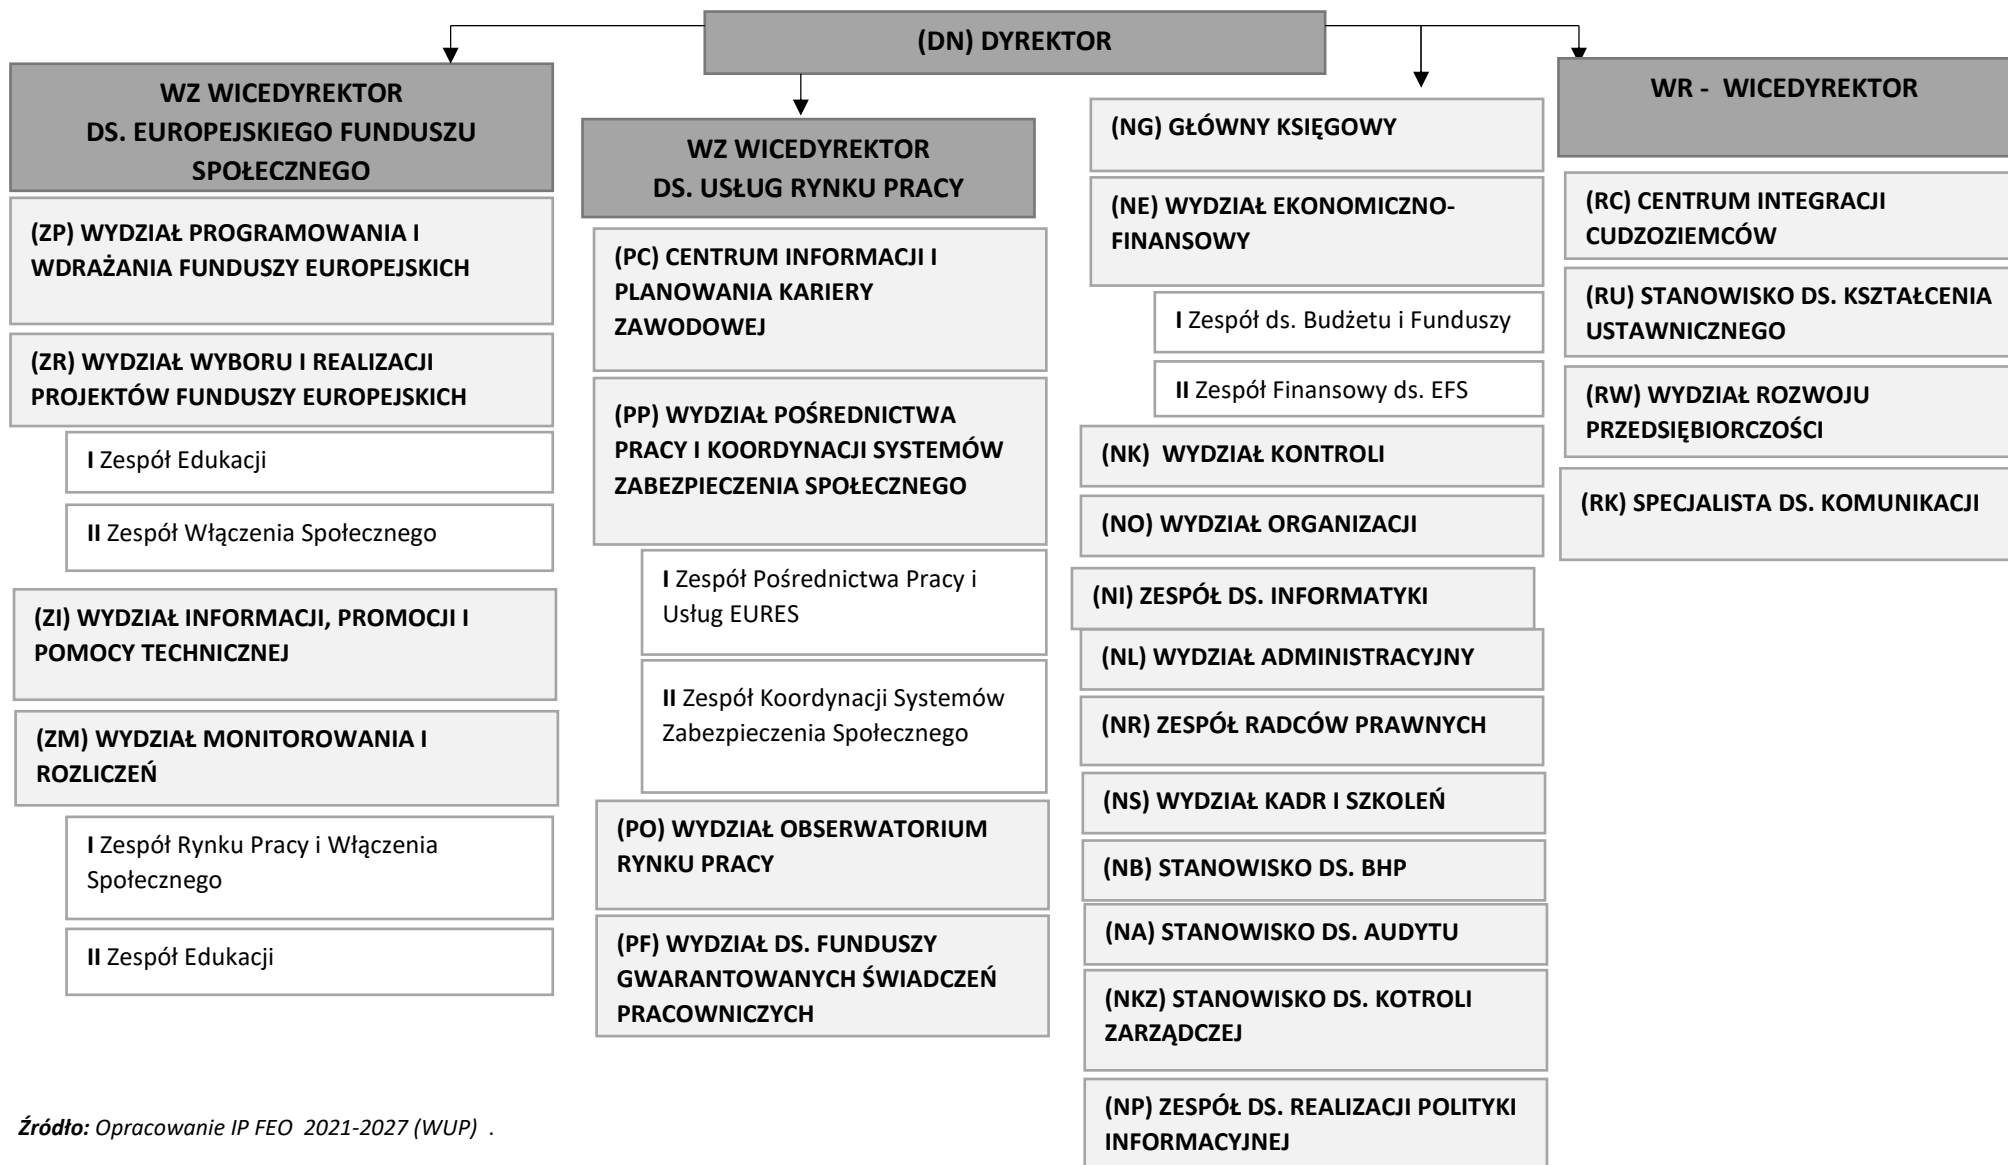 (DN) DYREKTOR
WZ WICEDYREKTOR
DS. EUROPEJSKIEGO FUNDUSZU
SPOŁECZNEGO
(ZP) WYDZIAŁ PROGRAMOWANIA I
WDRAŻANIA FUNDUSZY EUROPEJSKICH
(ZR) WYDZIAŁ WYBORU I REALIZACJI
PROJEKTÓW FUNDUSZY EUROPEJSKICH
I Zespół Edukacji
II Zespół Włączenia Społecznego
(ZI) WYDZIAŁ INFORMACJI, PROMOCJI I
POMOCY TECHNICZNEJ
(ZM) WYDZIAŁ MONITOROWANIA I
ROZLICZEŃ
I Zespół Rynku Pracy i Włączenia
Społecznego
II Zespół Edukacji
WZ WICEDYREKTOR
DS. USŁUG RYNKU PRACY
(PC) CENTRUM INFORMACJI I
PLANOWANIA KARIERY
ZAWODOWEJ
(PP) WYDZIAŁ POŚREDNICTWA
PRACY I KOORDYNACJI SYSTEMÓW
ZABEZPIECZENIA SPOŁECZNEGO
I Zespół Pośrednictwa Pracy i
Usług EURES
II Zespół Koordynacji Systemów
Zabezpieczenia Społecznego
(PO) WYDZIAŁ OBSERWATORIUM
RYNKU PRACY
(PF) WYDZIAŁ DS. FUNDUSZY
GWARANTOWANYCH ŚWIADCZEŃ
PRACOWNICZYCH
(NG) GŁÓWNY KSIĘGOWY
(NE) WYDZIAŁ EKONOMICZNO-
FINANSOWY
I Zespół ds. Budżetu i Funduszy
II Zespół Finansowy ds. EFS
(NK) WYDZIAŁ KONTROLI
(NO) WYDZIAŁ ORGANIZACJI
(NI) ZESPÓŁ DS. INFORMATYKI
(NL) WYDZIAŁ ADMINISTRACYJNY
(NR) ZESPÓŁ RADCÓW PRAWNYCH
(NS) WYDZIAŁ KADR I SZKOLEŃ
(NB) STANOWISKO DS. BHP
(NA) STANOWISKO DS. AUDYTU
(NKZ) STANOWISKO DS. KOTROLI
ZARZĄDCZEJ
(NP) ZESPÓŁ DS. REALIZACJI POLITYKI
INFORMACYJNEJ
WR - WICEDYREKTOR
(RC) CENTRUM INTEGRACJI
CUDZOZIEMCÓW
(RU) STANOWISKO DS. KSZTAŁCENIA
USTAWNICZNEGO
(RW) WYDZIAŁ ROZWOJU
PRZEDSIĘBIORCZOŚCI
(RK) SPECJALISTA DS. KOMUNIKACJI
Źródło: Opracowanie IP FEO 2021-2027 (WUP) .